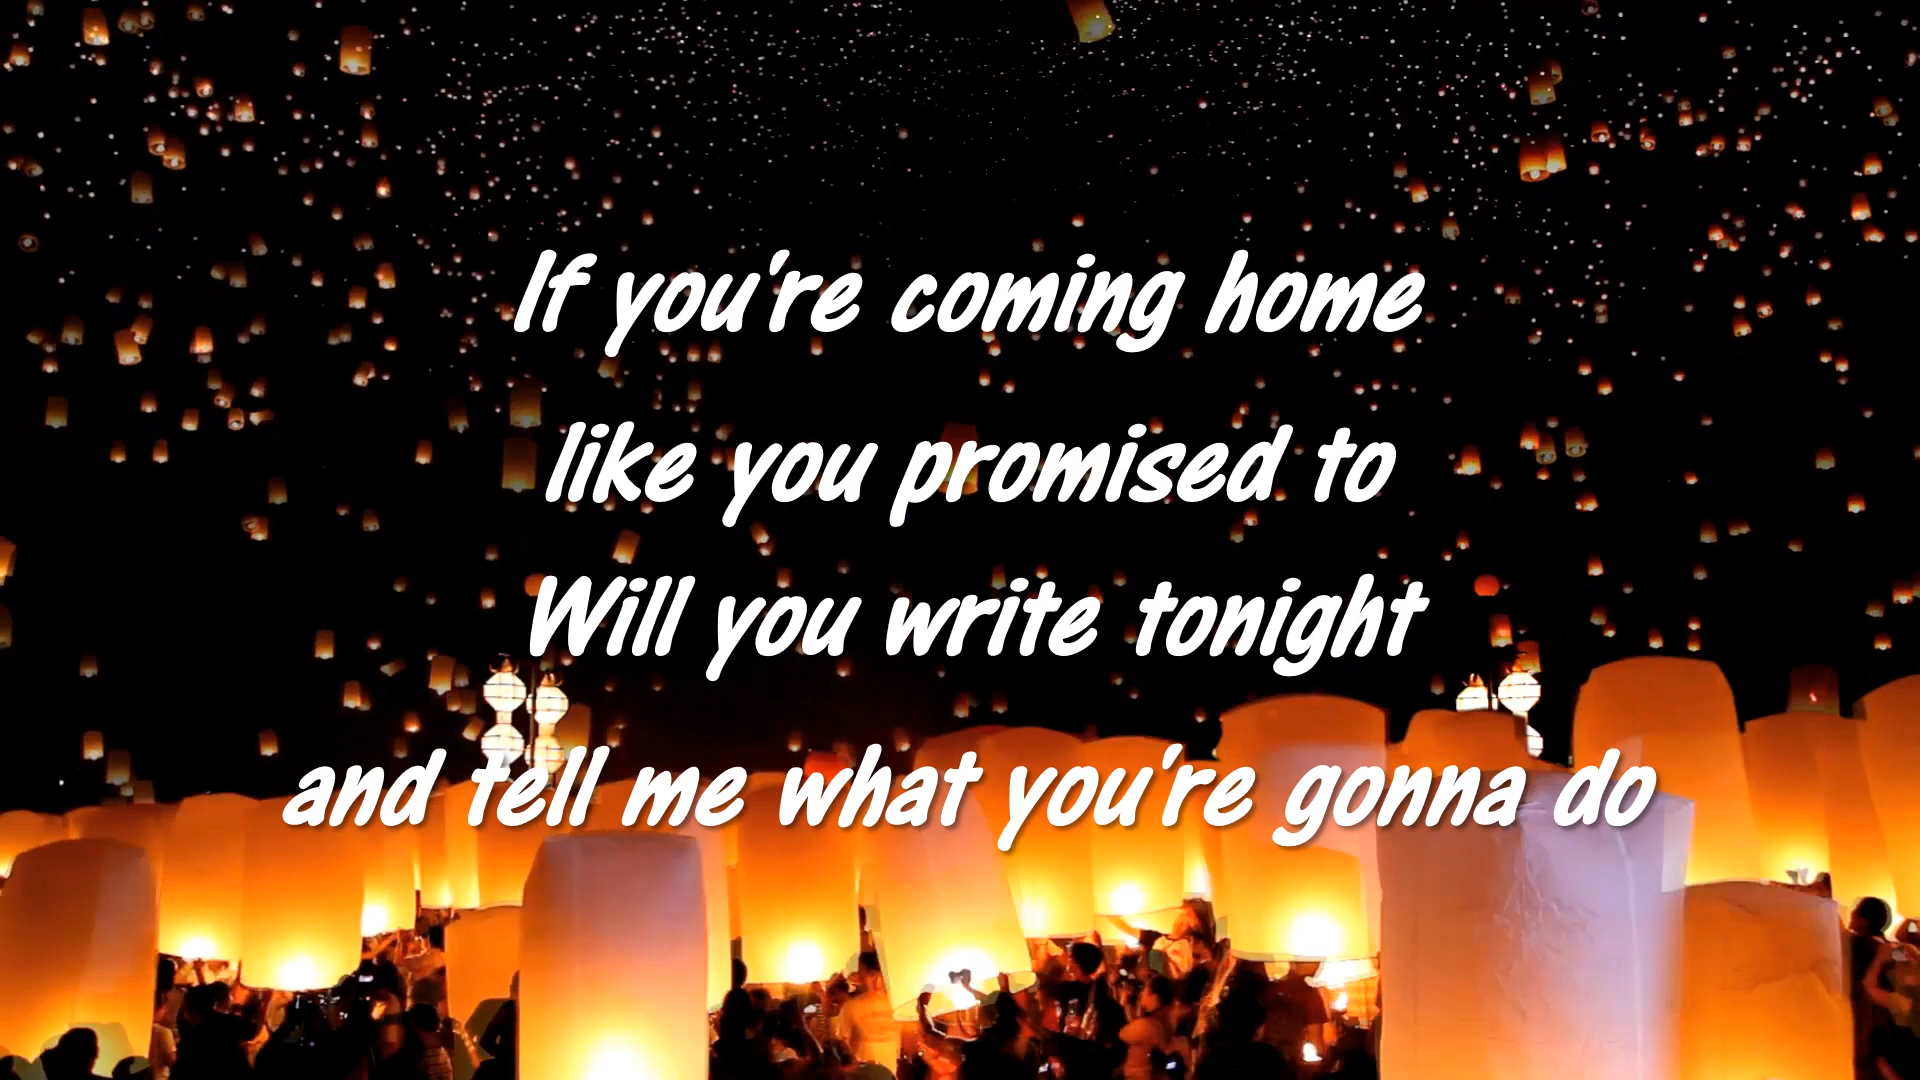 If you're coming home
like you promised to
Will you write tonight
and tell me what you're gonna do